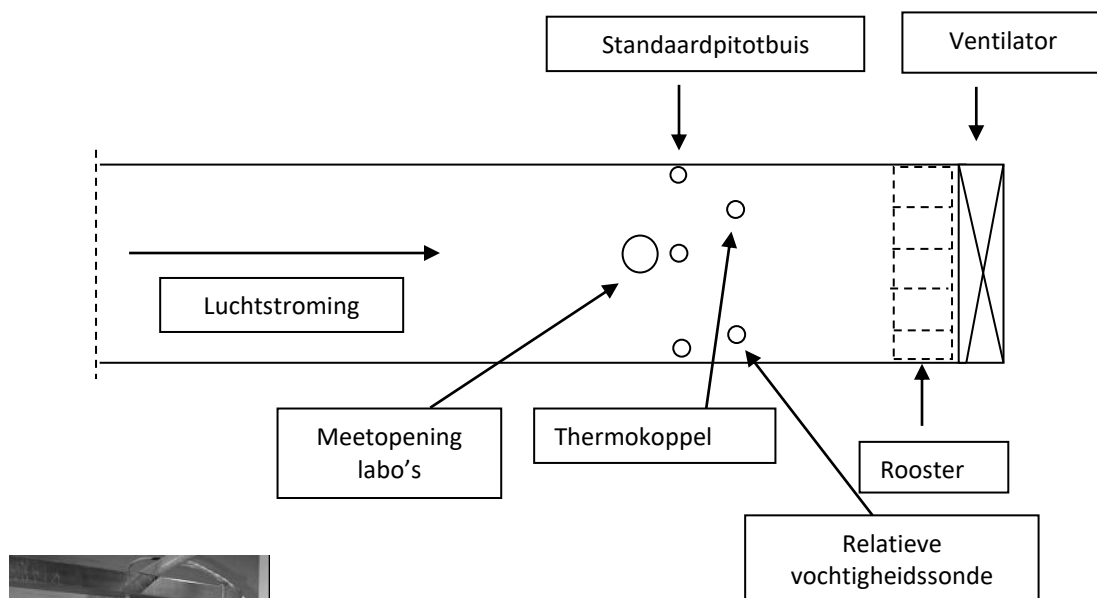 Standaardpitotbuis
Ventilator
Luchtstroming
Meetopening
labo's
Thermokoppel
Rooster
Relatieve
vochtigheidssonde